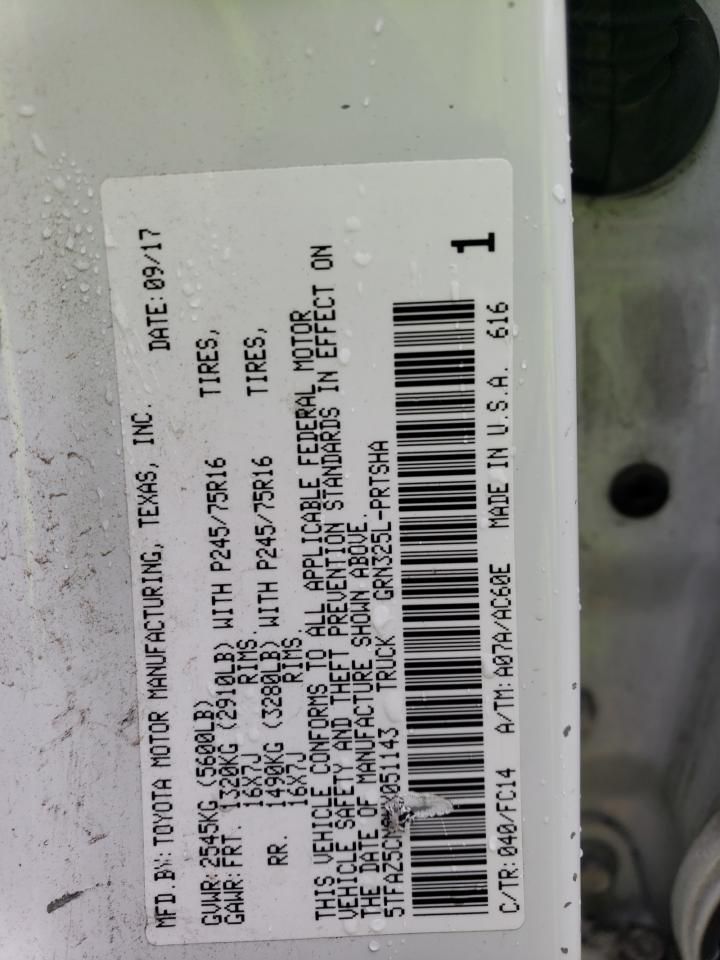 MFD.BY: TOYOTA MOTOR MANUFACTURING, TEXAS, INC. DATE: 09/17
GVWR: 2545KG (5600LB)
GAWR: FRT. 1320KG (2910LB) WITH P245/75R16 TIRES,
16X7J RIMS.
RR. 1490KG (3280LB) WITH P245/75R16 TIRES,
16X7J RIMS.
THIS VEHICLE CONFORMS TO ALL APPLICABLE FEDERAL MOTOR
VEHICLE SAFETY AND THEFT PREVENTION STANDARDS IN EFFECT ON
THE DATE OF MANUFACTURE SHOWN ABOVE.
TRUCK GRN325L-PRTSHA
1
C/TR: 040/FC14 A/TM: A07A/AC60E MADE IN U.S.A. 616